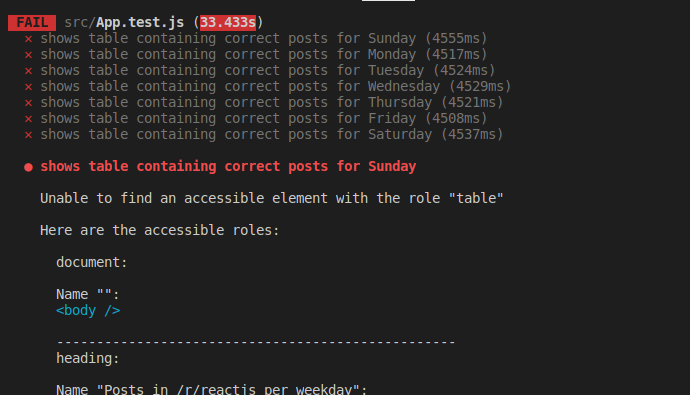 FAIL src/App.test.js (33.433s)
✕ shows table containing correct posts for Sunday (4555ms)
✕ shows table containing correct posts for Monday (4517ms)
✕ shows table containing correct posts for Tuesday (4524ms)
✕ shows table containing correct posts for Wednesday (4529ms)
✕ shows table containing correct posts for Thursday (4521ms)
✕ shows table containing correct posts for Friday (4508ms)
✕ shows table containing correct posts for Saturday (4537ms)
● shows table containing correct posts for Sunday
Unable to find an accessible element with the role "table"
Here are the accessible roles:
document:
Name "":
<body />
--------------------------------------------------
heading:
Name "Posts in /r/reactjs per weekday":